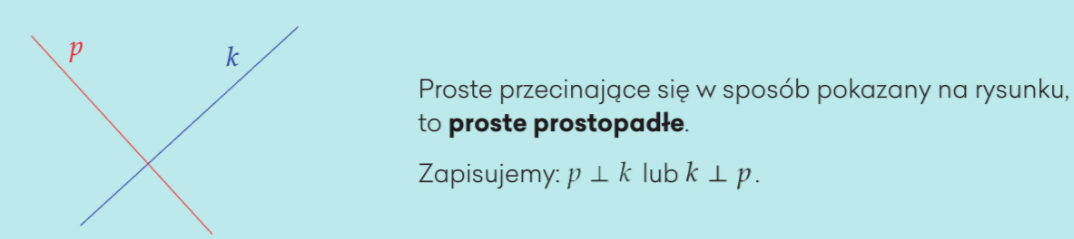 p
k
Proste przecinające się w sposób pokazany na rysunku,
to proste prostopadłe.
Zapisujemy: p ⊥ k lub k ⊥ p.